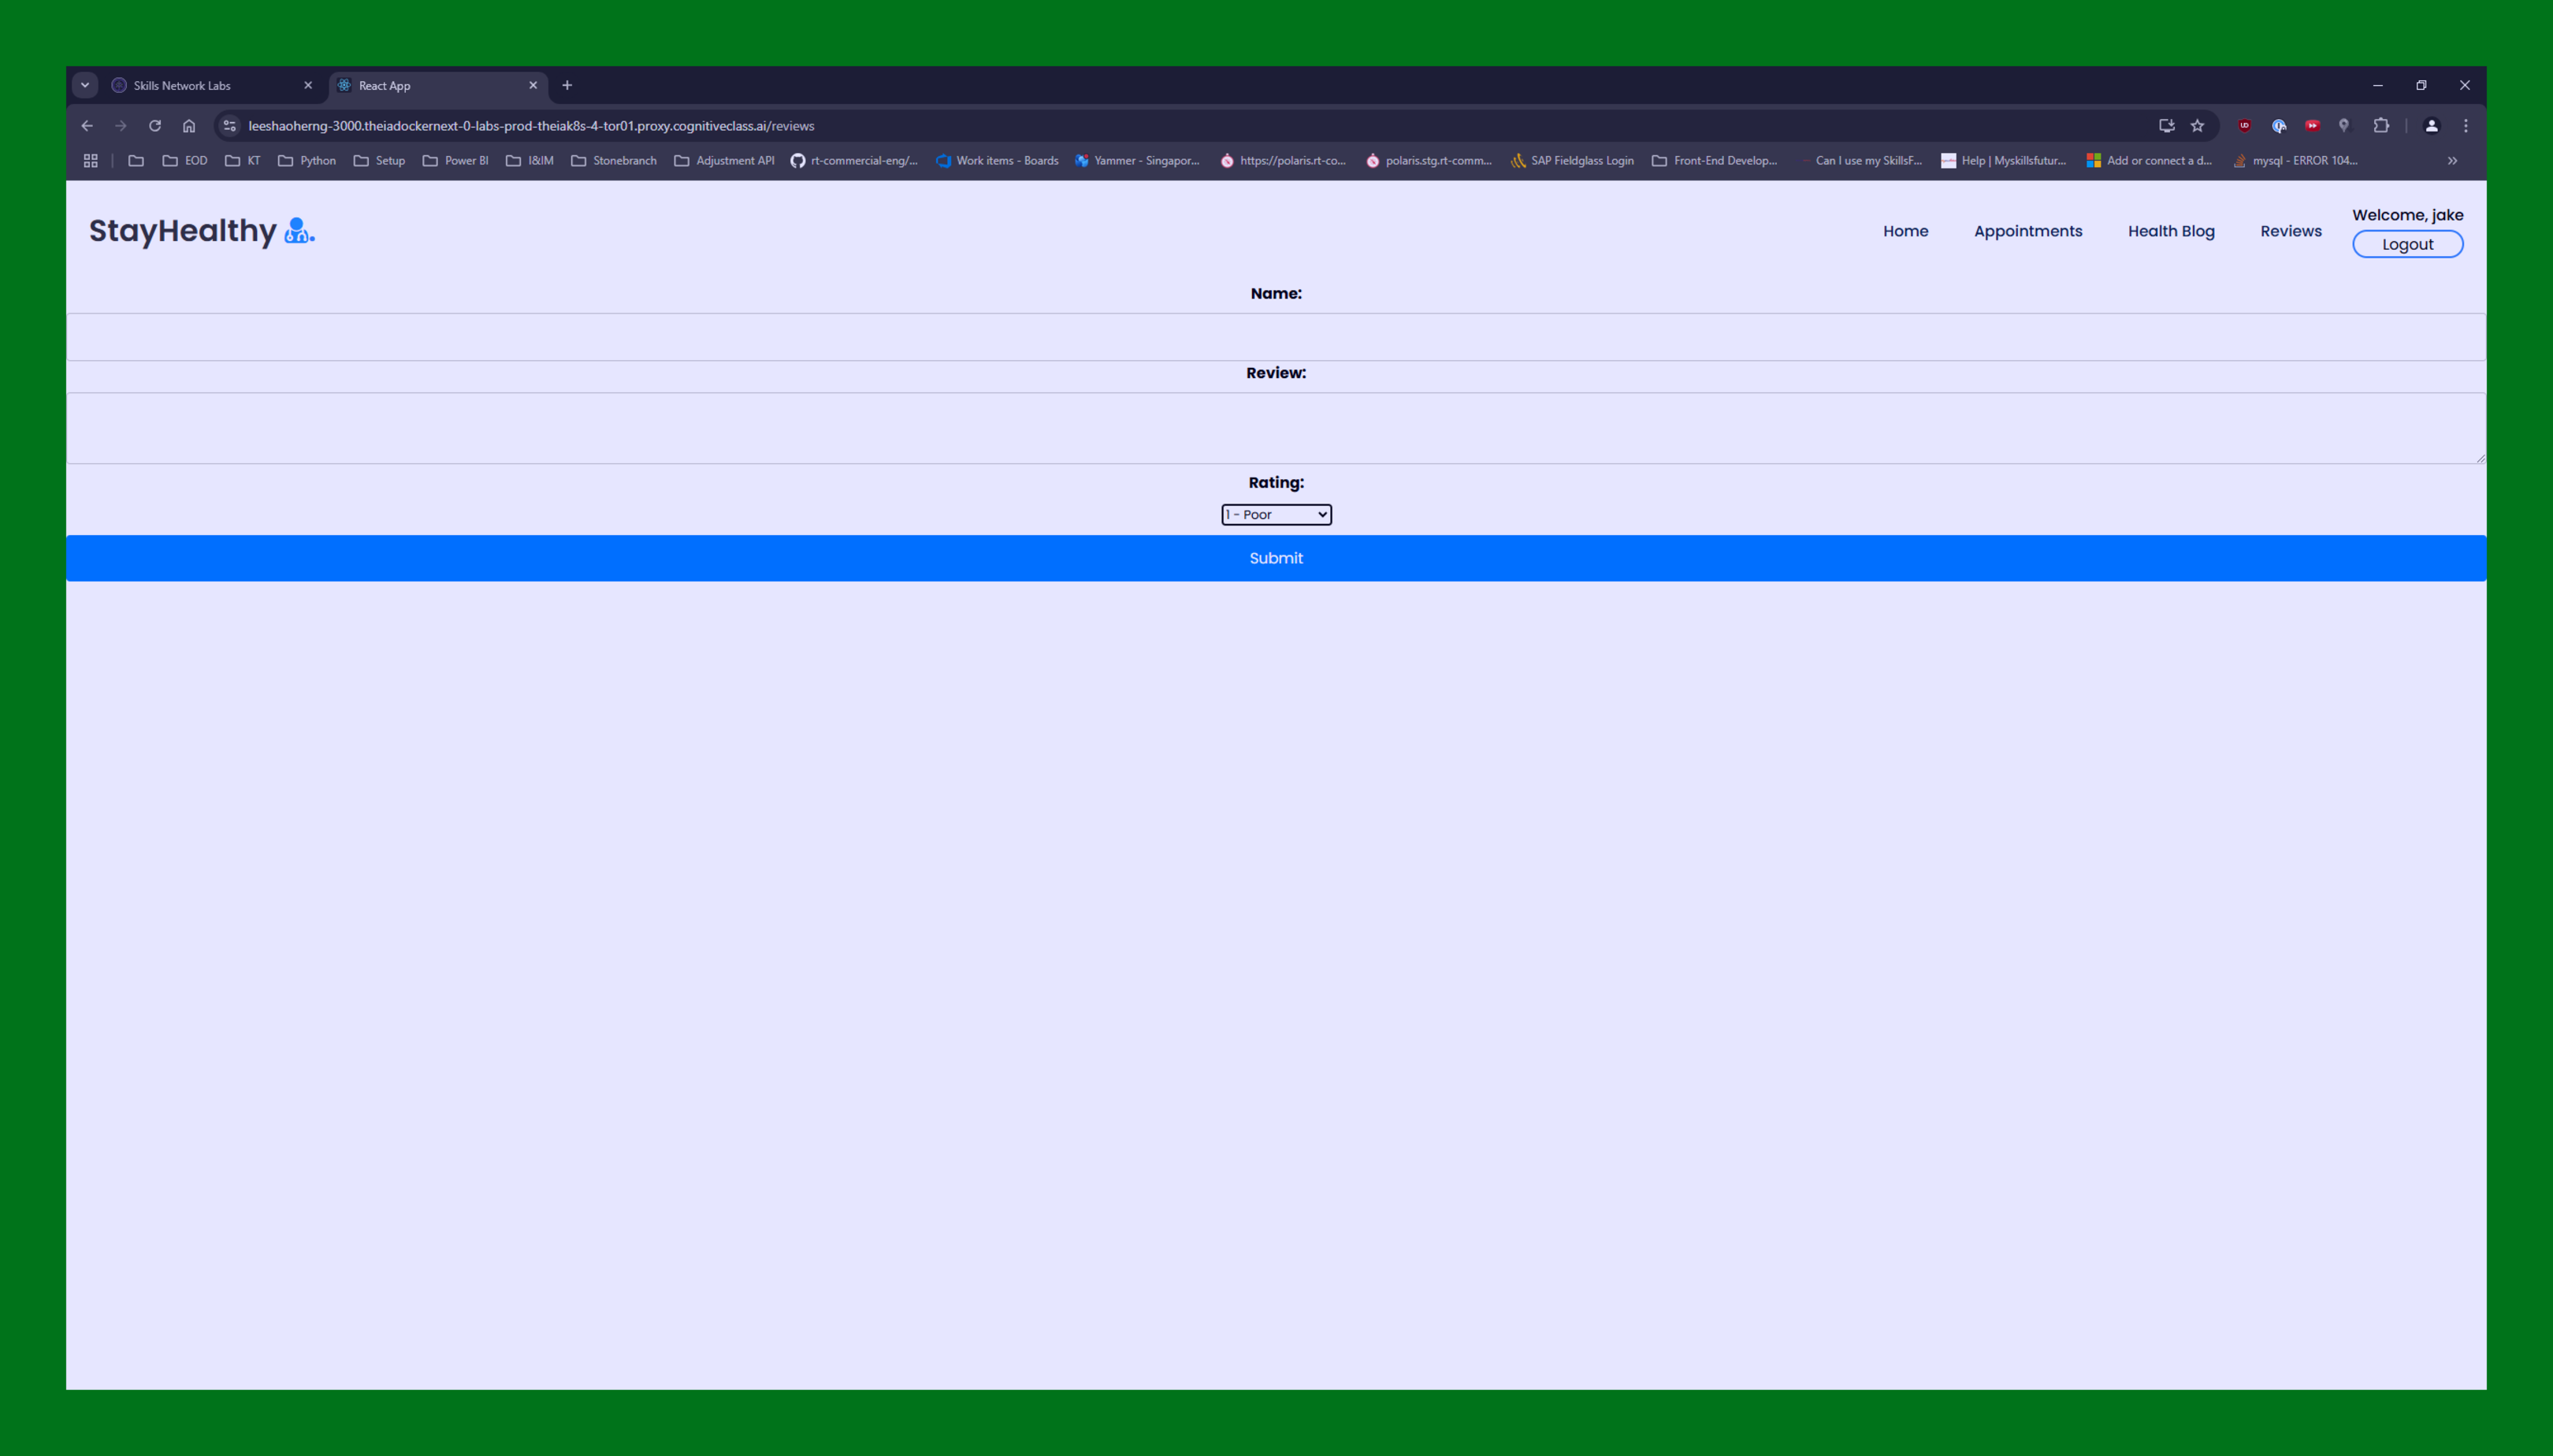 Skills Network Labs
React App
leeshaoherng-3000.theiadockernext-0-labs-prod-theiak8s-4-tor01.proxy.cognitiveclass.ai/reviews
EOD KT Python Setup Power BI I&IM Stonebranch Adjustment API rt-commercial-eng/... Work items - Boards Yammer - Singapor... https://polaris.rt-co... polaris.stg.rt-comm... SAP Fieldglass Login Front-End Develop... Can I use my SkillsF... Help | Myskillsfutur... Add or connect a d... mysql - ERROR 104...
StayHealthy
Home Appointments Health Blog Reviews
Welcome, jake
Logout
Name:
Review:
Rating:
1 - Poor
Submit